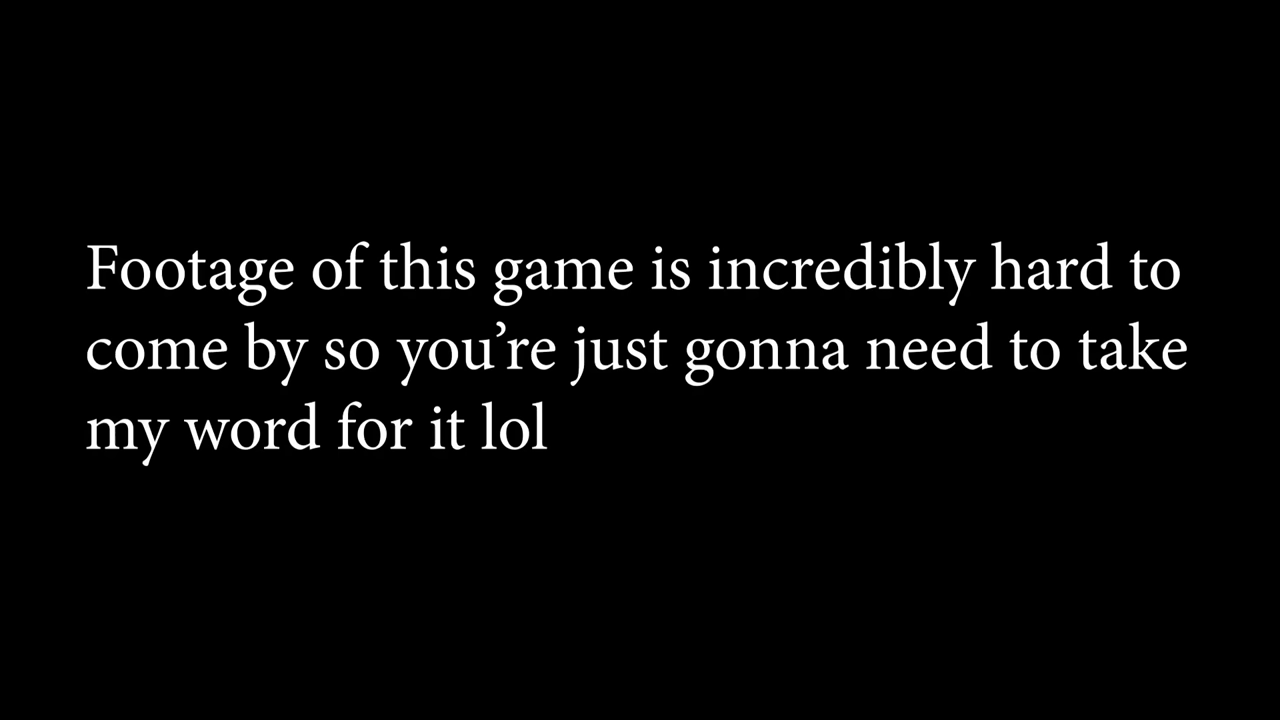 Footage of this game is incredibly hard to
come by so you’re just gonna need to take
my word for it lol